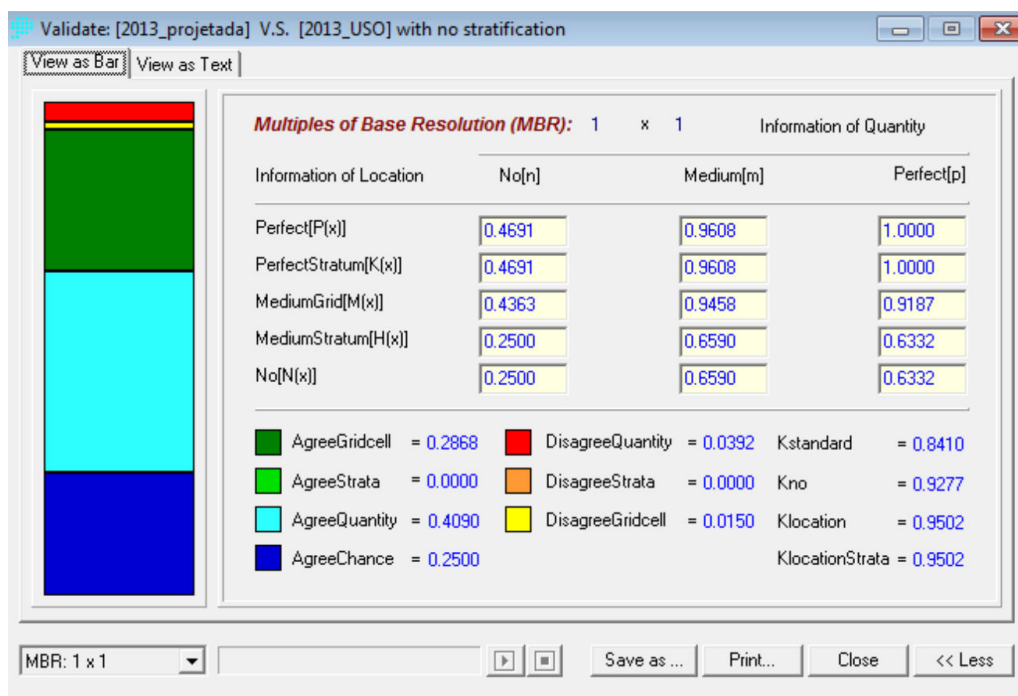 Validate: [2013_projetada] V.S. [2013_USO] with no stratification
View as Bar View as Text
Multiples of Base Resolution (MBR): 1 x 1 Information of Quantity
Information of Location No[n] Medium[m] Perfect[p]
Perfect[P(x)] 0.4691 0.9608 1.0000
PerfectStratum[K(x)] 0.4691 0.9608 1.0000
MediumGrid[M(x)] 0.4363 0.9458 0.9187
MediumStratum[H(x)] 0.2500 0.6590 0.6332
No[N(x)] 0.2500 0.6590 0.6332
AgreeGridcell = 0.2868 DisagreeQuantity = 0.0392 Kstandard = 0.8410
AgreeStrata = 0.0000 DisagreeStrata = 0.0000 Kno = 0.9277
AgreeQuantity = 0.4090 DisagreeGridcell = 0.0150 Klocation = 0.9502
AgreeChance = 0.2500 KlocationStrata = 0.9502
MBR: 1 x 1 Save as ... Print... Close << Less